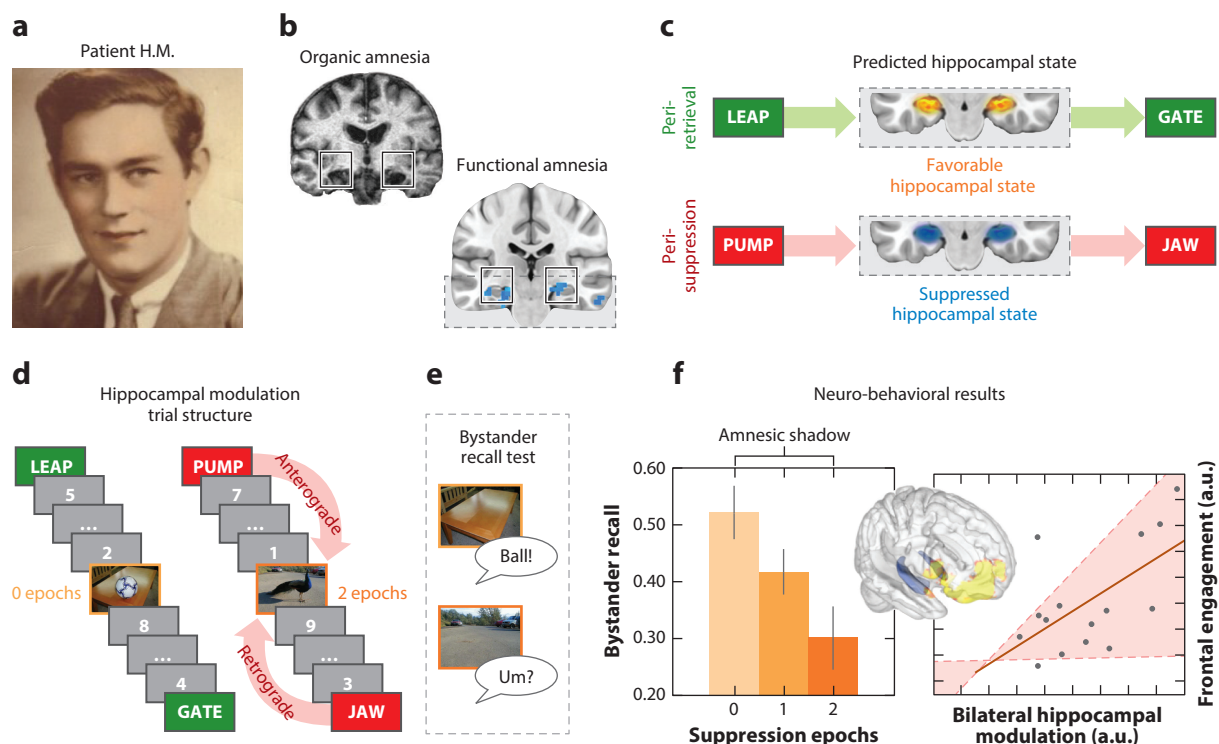 a
Patient H.M.
b
Organic amnesia
Functional amnesia
c
Predicted hippocampal state
Peri-
retrieval
LEAP
GATE
Favorable
hippocampal state
Peri-
suppression
PUMP
JAW
Suppressed
hippocampal state
d
Hippocampal modulation
trial structure
LEAP
5
...
2
0 epochs
8
...
4
GATE
PUMP
7
...
1
2 epochs
9
...
3
JAW
Anterograde
Retrograde
e
Bystander
recall test
Ball!
Um?
f
Neuro-behavioral results
Amnesic shadow
0.60
0.50
0.40
0.30
0.20
Bystander recall
0 1 2
Suppression epochs
Frontal engagement (a.u.)
Bilateral hippocampal
modulation (a.u.)